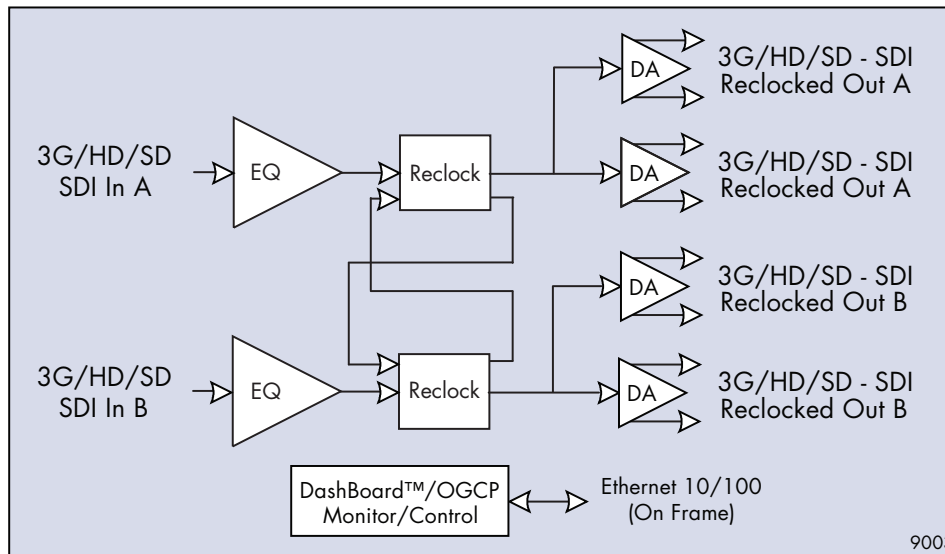 3G/HD/SD
SDI In A
EQ
Reclock
DA
3G/HD/SD - SDI
Reclocked Out A
DA
3G/HD/SD - SDI
Reclocked Out A
3G/HD/SD
SDI In B
EQ
Reclock
DA
3G/HD/SD - SDI
Reclocked Out B
DA
3G/HD/SD - SDI
Reclocked Out B
DashBoard™/OGCP
Monitor/Control
Ethernet 10/100
(On Frame)